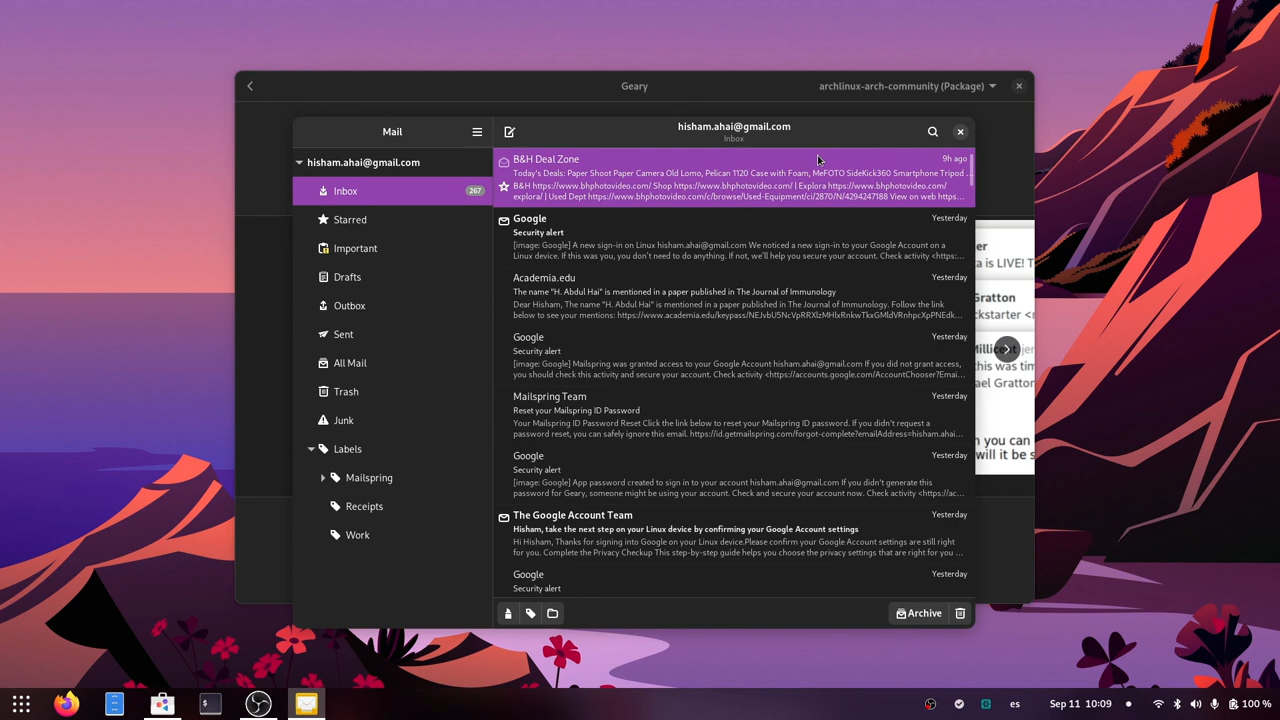 Geary
archlinux-arch-community (Package)
Mail
hisham.ahai@gmail.com
Inbox
hisham.ahai@gmail.com
Inbox 267
Starred
Important
Drafts
Outbox
Sent
All Mail
Trash
Junk
Labels
Mailspring
Receipts
Work
B&H Deal Zone 9h ago
Today's Deals: Paper Shoot Paper Camera Old Lomo, Pelican 1120 Case with Foam, MeFOTO SideKick360 Smartphone Tripod ...
B&H https://www.bhphotovideo.com/ Shop https://www.bhphotovideo.com/ | Explora https://www.bhphotovideo.com/
explora/ | Used Dept https://www.bhphotovideo.com/c/browse/Used-Equipment/ci/2870/N/4294247188 View on web https...
Google Yesterday
Security alert
[image: Google] A new sign-in on Linux hisham.ahai@gmail.com We noticed a new sign-in to your Google Account on a
Linux device. If this was you, you don't need to do anything. If not, we'll help you secure your account. Check activity <https:...
Academia.edu Yesterday
The name "H. Abdul Hai" is mentioned in a paper published in The Journal of Immunology
Dear Hisham, The name "H. Abdul Hai" is mentioned in a paper published in The Journal of Immunology. Follow the link
below to see your mentions:
Google Yesterday
Security alert
[image: Google] Mailspring was granted access to your Google Account hisham.ahai@gmail.com If you did not grant access,
you should check this activity and secure your account. Check activity <https://accounts.google.com/AccountChooser?Emai...
Mailspring Team Yesterday
Reset your Mailspring ID Password
Your Mailspring ID Password Reset Click the link below to reset your Mailspring ID password. If you didn't request a
password reset, you can safely ignore this email. https://id.getmailspring.com/forgot-complete?emailAddress=hisham.ahai...
Google Yesterday
Security alert
[image: Google] App password created to sign in to your account hisham.ahai@gmail.com If you didn't generate this
password for Geary, someone might be using your account. Check and secure your account now. Check activity <https://ac...
The Google Account Team Yesterday
Hisham, take the next step on your Linux device by confirming your Google Account settings
Hi Hisham, Thanks for signing into Google on your Linux device.Please confirm your Google Account settings are still right
for you. Complete the Privacy Checkup This step-by-step guide helps you choose the privacy settings that are right for you ...
Google Yesterday
Security alert
Archive
er
a is LIVE! T
Gratton
ckstarter <r
Millicent jer
this was tim
ael Gratton
n you can
will it be s
es Sep 11 10:09 100 %